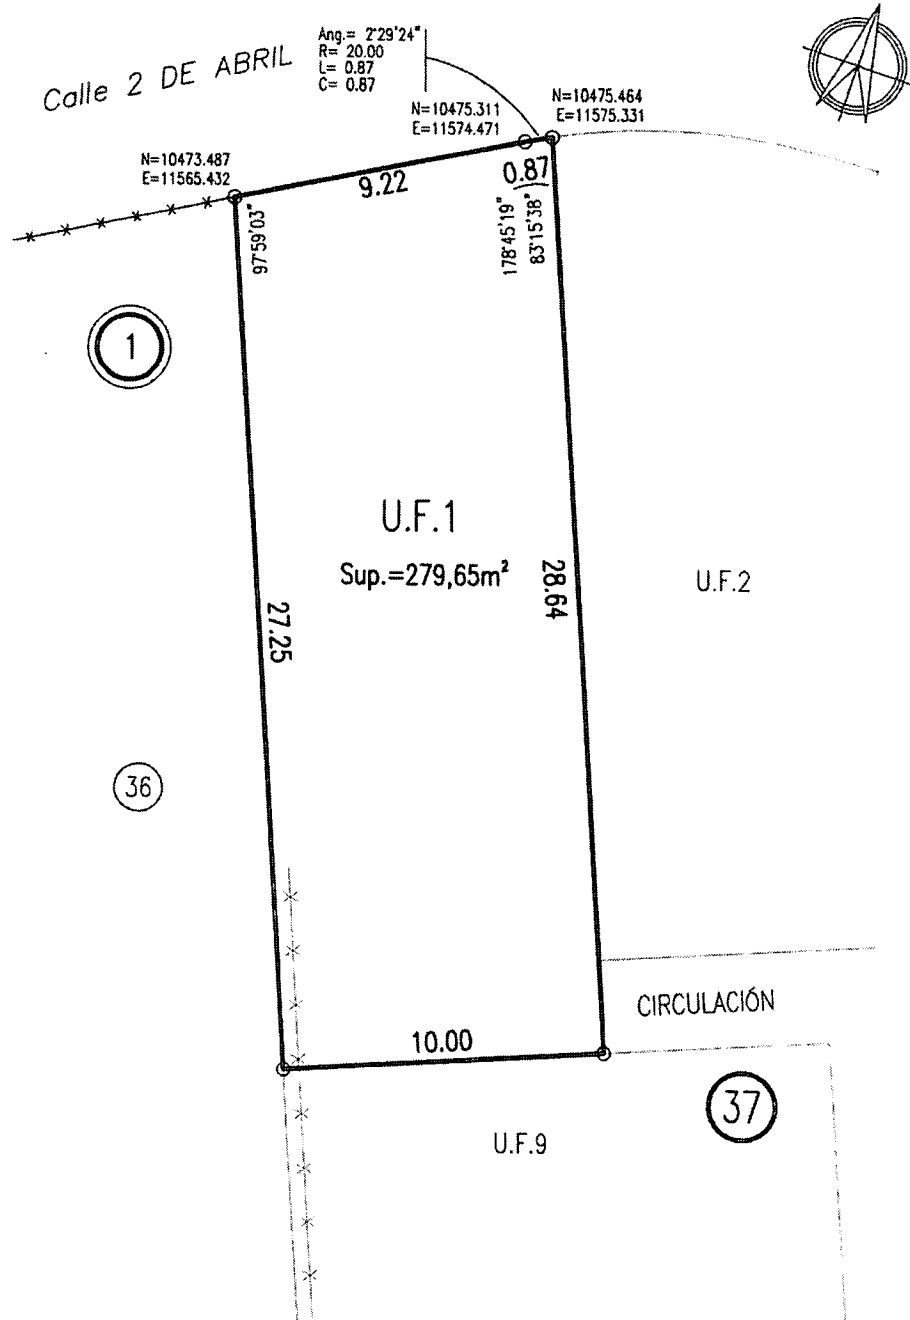 Calle 2 DE ABRIL
Ang.= 2°29'24"
R= 20.00
L= 0.87
C= 0.87
N=10475.311
E=11574.471
N=10475.464
E=11575.331
N=10473.487
E=11565.432
9.22
0.87
97°59'03"
178°45'19"
83°15'38"
1
U.F.1
Sup.=279,65m²
28.64
U.F.2
27.25
36
CIRCULACIÓN
10.00
37
U.F.9